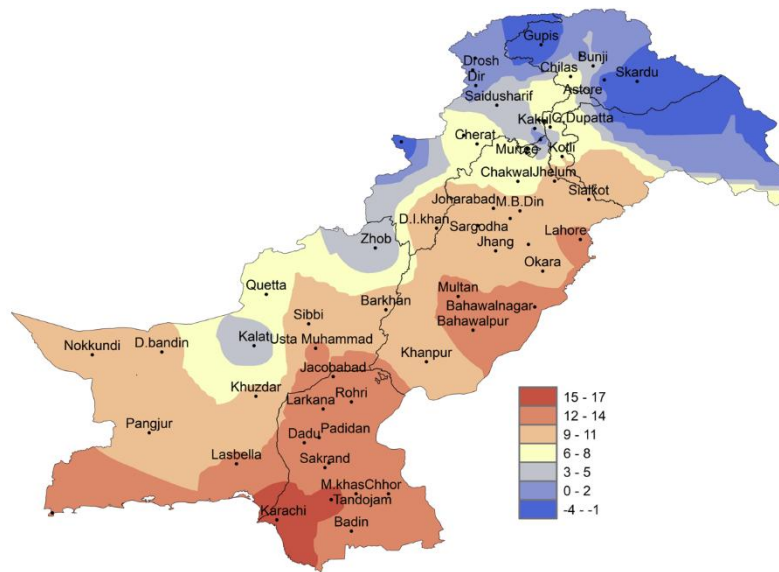 Gupis
Drosh
Bunji
Dir
Chilas
Skardu
Saidusharif
Astore
Kakul
G.Dupatta
Cherat
Murree
Kotli
Chakwal
Jhelum
Joharabad
M.B.Din
Sialkot
D.I.khan
Sargodha
Lahore
Zhob
Jhang
Okara
Quetta
Multan
Barkhan
Bahawalnagar
Sibbi
Bahawalpur
Nokkundi
D.bandin
Kalat
Usta Muhammad
Khanpur
Jacobabad
Khuzdar
Rohri
Larkana
Pangjur
Dadu
Padidan
Lasbella
Sakrand
M.khas
Chhor
Tandojam
Karachi
Badin
15 - 17
12 - 14
9 - 11
6 - 8
3 - 5
0 - 2
-4 - -1